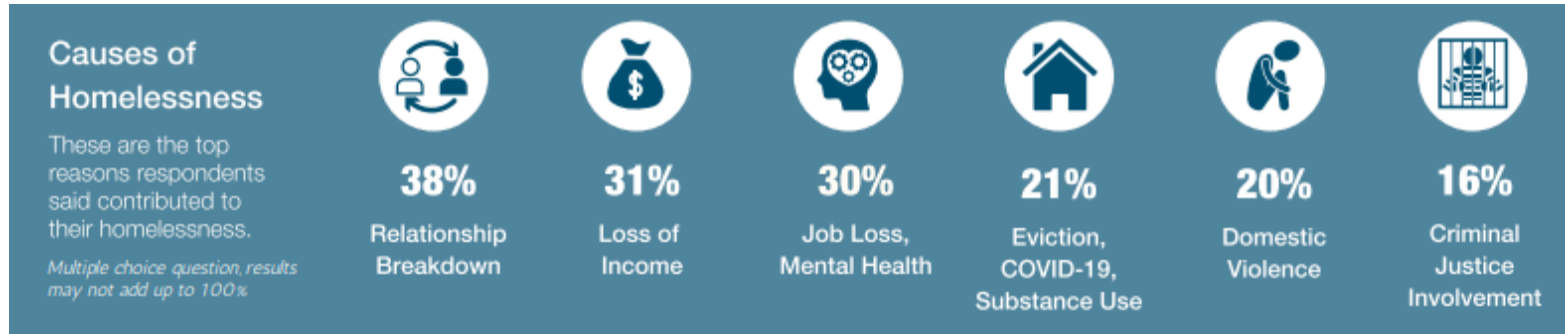 Causes of
Homelessness
These are the top
reasons respondents
said contributed to
their homelessness.
Multiple choice question, results
may not add up to 100%
$
38%
Relationship
Breakdown
31%
Loss of
Income
30%
Job Loss,
Mental Health
21%
Eviction,
COVID-19,
Substance Use
20%
Domestic
Violence
16%
Criminal
Justice
Involvement